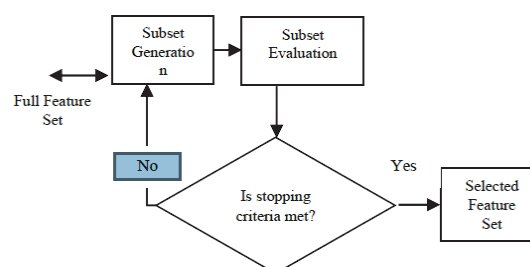 Subset
Generatio
n
Subset
Evaluation
Full Feature
Set
No
Yes
Is stopping
criteria met?
Selected
Feature
Set